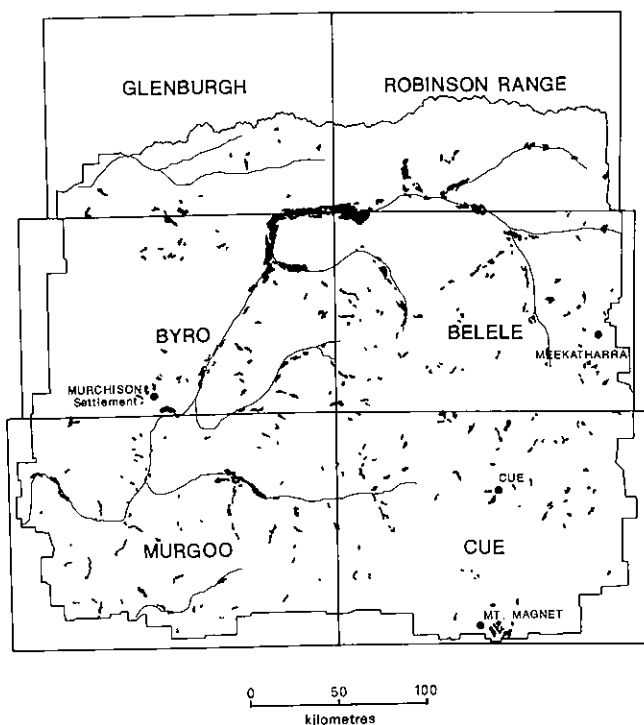 GLENBURGH
ROBINSON RANGE
BYRO
BELELE
MEEKATHARRA
MURCHISON
Settlement
CUE
MURGOO
CUE
MT. MAGNET
0 50 100
kilometres